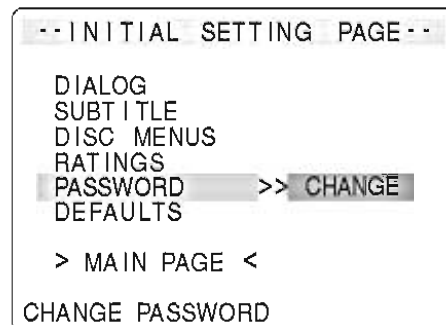 --INITIAL SETTING PAGE--
DIALOG
SUBTITLE
DISC MENUS
RATINGS
PASSWORD >> CHANGE
DEFAULTS
> MAIN PAGE <
CHANGE PASSWORD